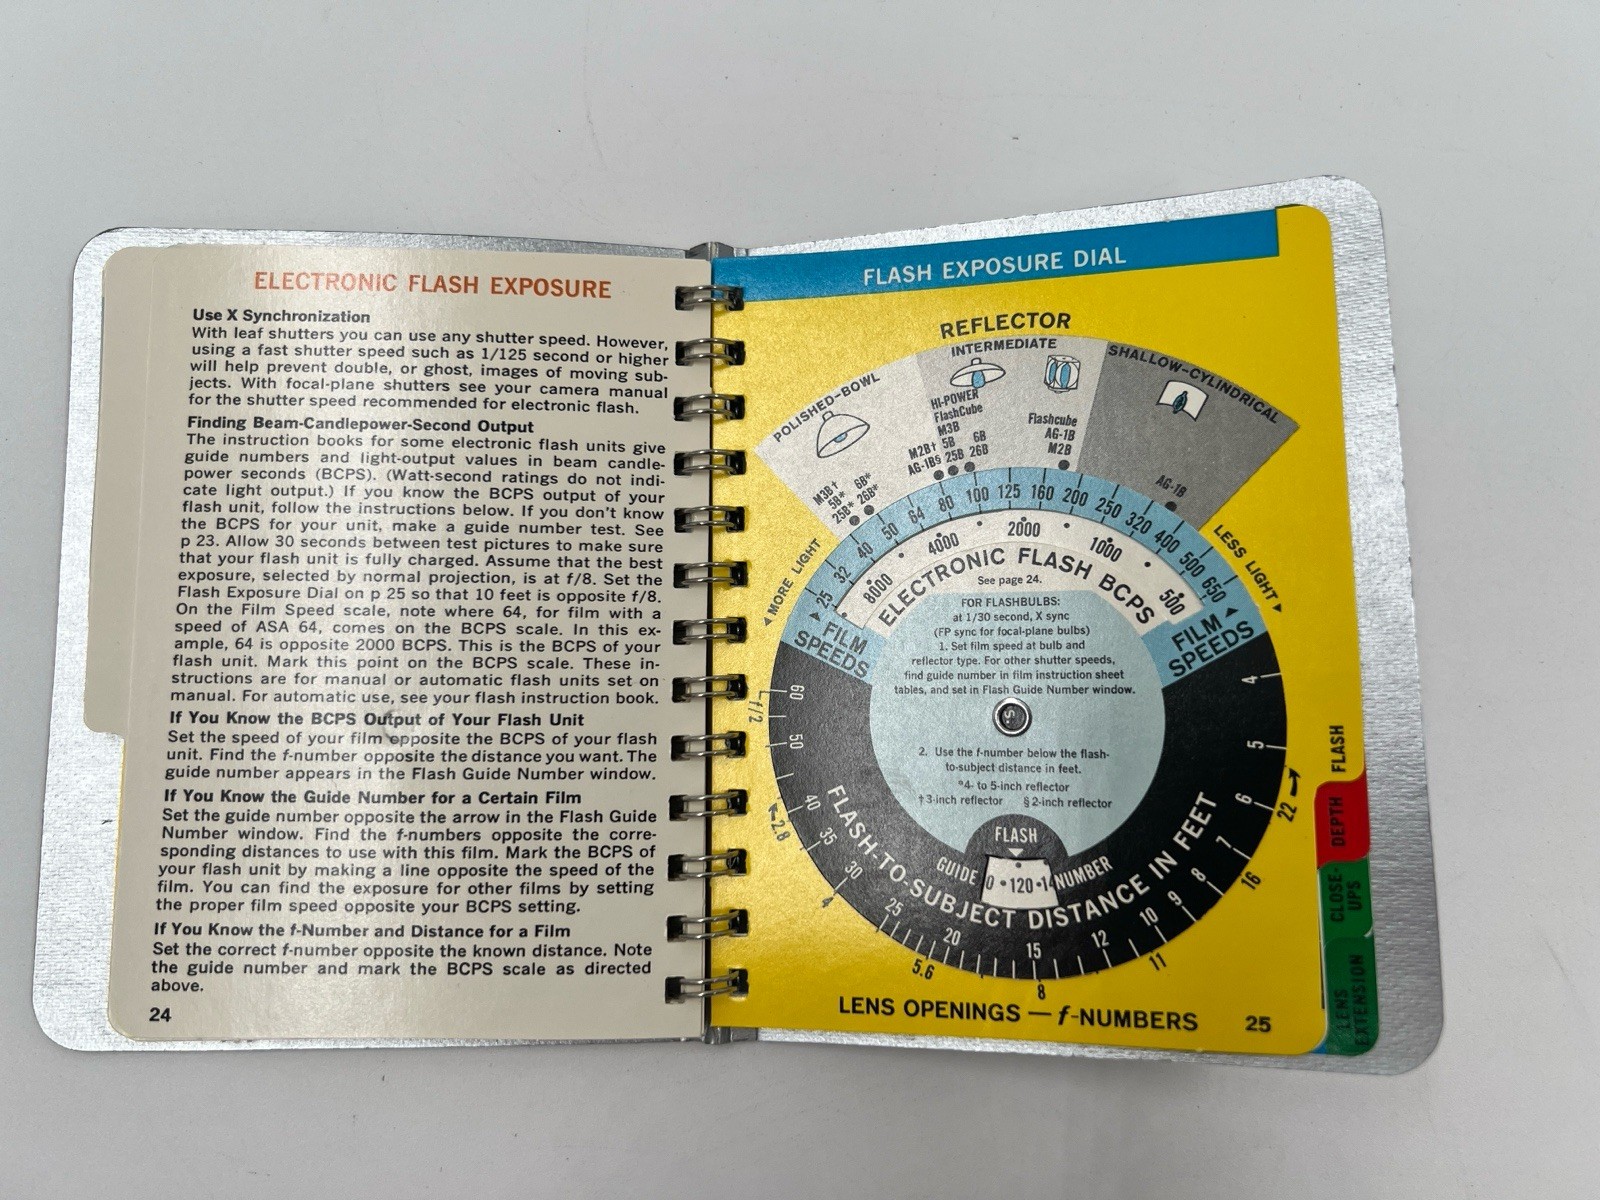 ELECTRONIC FLASH EXPOSURE
Use X Synchronization
With leaf shutters you can use any shutter speed. However,
using a fast shutter speed such as 1/125 second or higher
will help prevent double, or ghost, images of moving sub-
jects. With focal-plane shutters see your camera manual
for the shutter speed recommended for electronic flash.
Finding Beam-Candlepower-Second Output
The instruction books for some electronic flash units give
guide numbers and light-output values in beam candle-
power seconds (BCPS). (Watt-second ratings do not indi-
cate light output.) If you know the BCPS output of your
flash unit, follow the instructions below. If you don't know
the BCPS for your unit, make a guide number test. See
p 23. Allow 30 seconds between test pictures to make sure
that your flash unit is fully charged. Assume that the best
exposure, selected by normal projection, is at f/8. Set the
Flash Exposure Dial on p 25 so that 10 feet is opposite f/8.
On the Film Speed scale, note where 64, for film with a
speed of ASA 64, comes on the BCPS scale. In this ex-
ample, 64 is opposite 2000 BCPS. This is the BCPS of your
flash unit. Mark this point on the BCPS scale. These in-
structions are for manual or automatic flash units set on
manual. For automatic use, see your flash instruction book.
If You Know the BCPS Output of Your Flash Unit
Set the speed of your film opposite the BCPS of your flash
unit. Find the f-number opposite the distance you want. The
guide number appears in the Flash Guide Number window.
If You Know the Guide Number for a Certain Film
Set the guide number opposite the arrow in the Flash Guide
Number window. Find the f-numbers opposite the corre-
sponding distances to use with this film. Mark the BCPS of
your flash unit by making a line opposite the speed of the
film. You can find the exposure for other films by setting
the proper film speed opposite your BCPS setting.
If You Know the f-Number and Distance for a Film
Set the correct f-number opposite the known distance. Note
the guide number and mark the BCPS scale as directed
above.
24
FLASH EXPOSURE DIAL
REFLECTOR
POLISHED-BOWL
INTERMEDIATE
SHALLOW-CYLINDRICAL
M3B†
5B* 6B*
25B* 26B*
HI-POWER
FlashCube
M3B
M2B† 5B 6B
AG-1B§ 25B 26B
Flashcube
AG-1B
M2B
AG-1B
◄MORE LIGHT
LESS LIGHT►
FILM SPEEDS
25 32 40 50 64 80 100 125 160 200 250 320 400 500 650
FILM SPEEDS
8000 4000 2000 1000 500
ELECTRONIC FLASH BCPS
See page 24.
FOR FLASHBULBS:
at 1/30 second, X sync
(FP sync for focal-plane bulbs)
1. Set film speed at bulb and
reflector type. For other shutter speeds,
find guide number in film instruction sheet
tables, and set in Flash Guide Number window.
2. Use the f-number below the flash-
to-subject distance in feet.
*4- to 5-inch reflector
†3-inch reflector §2-inch reflector
FLASH
GUIDE NUMBER
0•120•14
FLASH-TO-SUBJECT DISTANCE IN FEET
60 50 40 35 30 25 20 15 12 10 9 8 7 6 5 4
f/2 2.8 4 5.6 8 11 16 22
LENS OPENINGS — f-NUMBERS
25
FLASH
DEPTH
CLOSE-
UPS
LENS
EXTENSION